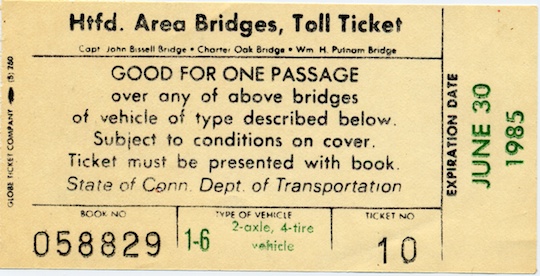 Htfd. Area Bridges, Toll Ticket
Capt. John Bissell Bridge • Charter Oak Bridge • Wm. H. Putnam Bridge
GOOD FOR ONE PASSAGE
over any of above bridges
of vehicle of type described below.
Subject to conditions on cover.
Ticket must be presented with book.
State of Conn. Dept. of Transportation
BOOK NO
058829
TYPE OF VEHICLE
1-6
2-axle, 4-tire
vehicle
TICKET NO
10
EXPIRATION DATE
JUNE 30
1985
GLOBE TICKET COMPANY (5) 260